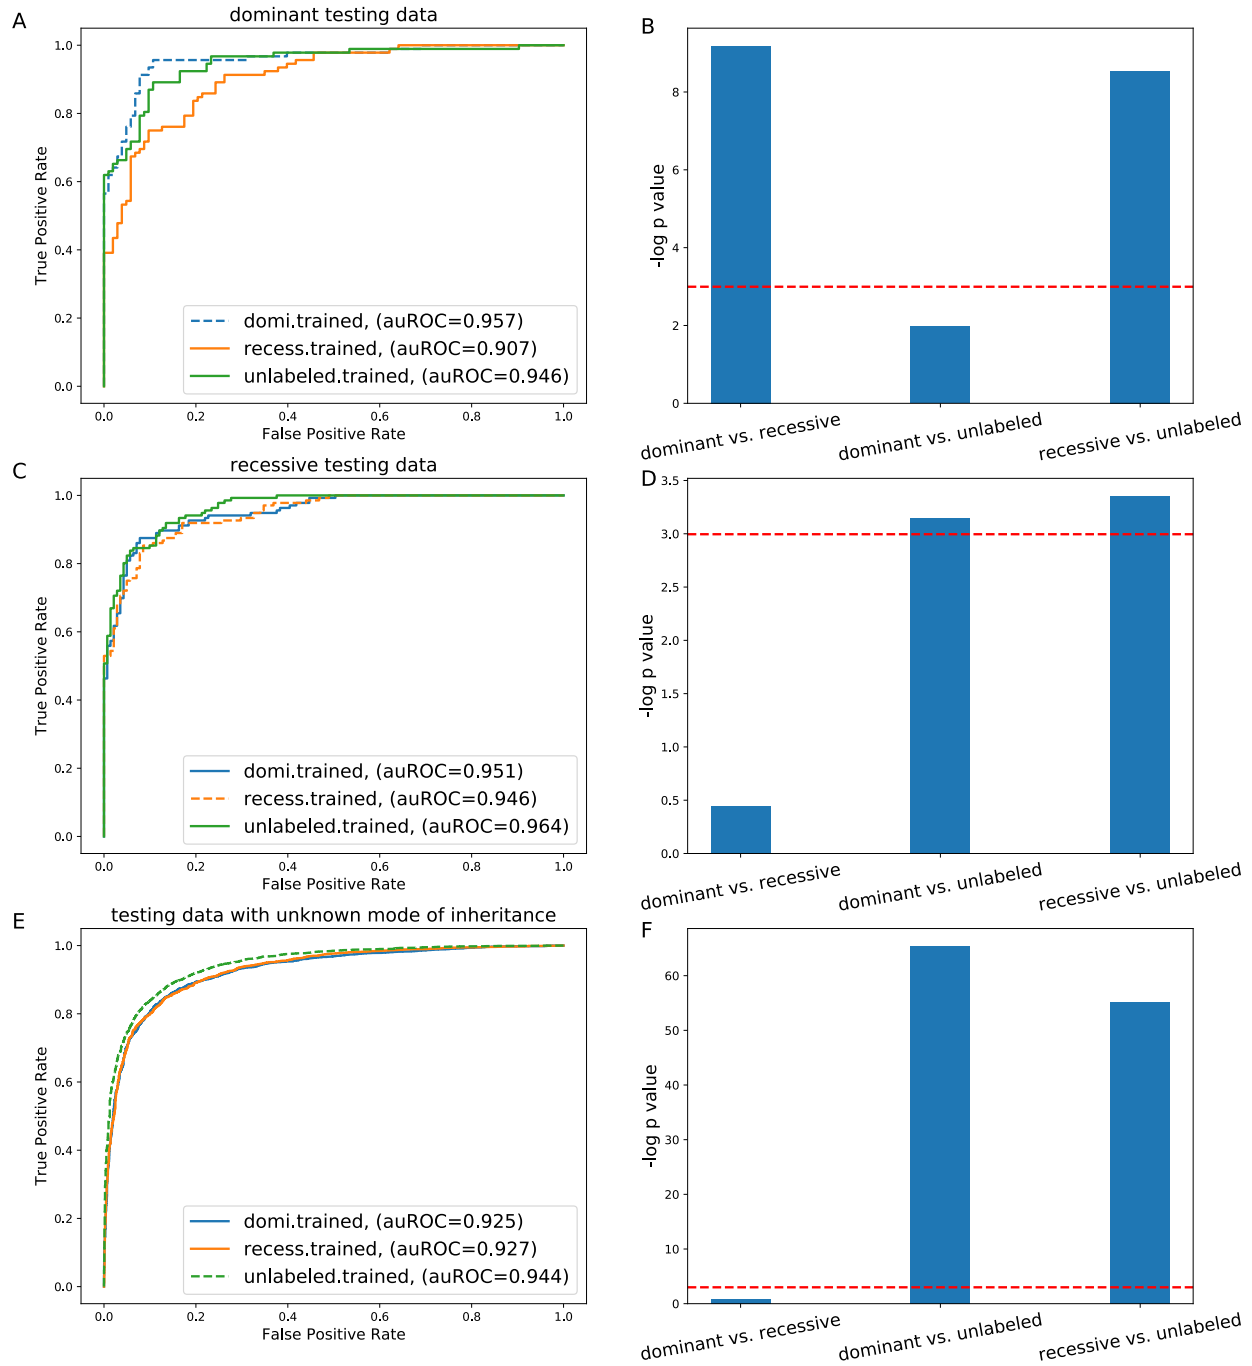 A
dominant testing data
1.0
0.8
0.6
0.4
0.2
0.0
True Positive Rate
domi.trained, (auROC=0.957)
recess.trained, (auROC=0.907)
unlabeled.trained, (auROC=0.946)
0.0 0.2 0.4 0.6 0.8 1.0
False Positive Rate
B
8
6
4
2
0
-log p value
dominant vs. recessive
dominant vs. unlabeled
recessive vs. unlabeled
C
recessive testing data
1.0
0.8
0.6
0.4
0.2
0.0
True Positive Rate
domi.trained, (auROC=0.951)
recess.trained, (auROC=0.946)
unlabeled.trained, (auROC=0.964)
0.0 0.2 0.4 0.6 0.8 1.0
False Positive Rate
D
3.5
3.0
2.5
2.0
1.5
1.0
0.5
0.0
-log p value
dominant vs. recessive
dominant vs. unlabeled
recessive vs. unlabeled
E
testing data with unknown mode of inheritance
1.0
0.8
0.6
0.4
0.2
0.0
True Positive Rate
domi.trained, (auROC=0.925)
recess.trained, (auROC=0.927)
unlabeled.trained, (auROC=0.944)
0.0 0.2 0.4 0.6 0.8 1.0
False Positive Rate
F
60
50
40
30
20
10
0
-log p value
dominant vs. recessive
dominant vs. unlabeled
recessive vs. unlabeled